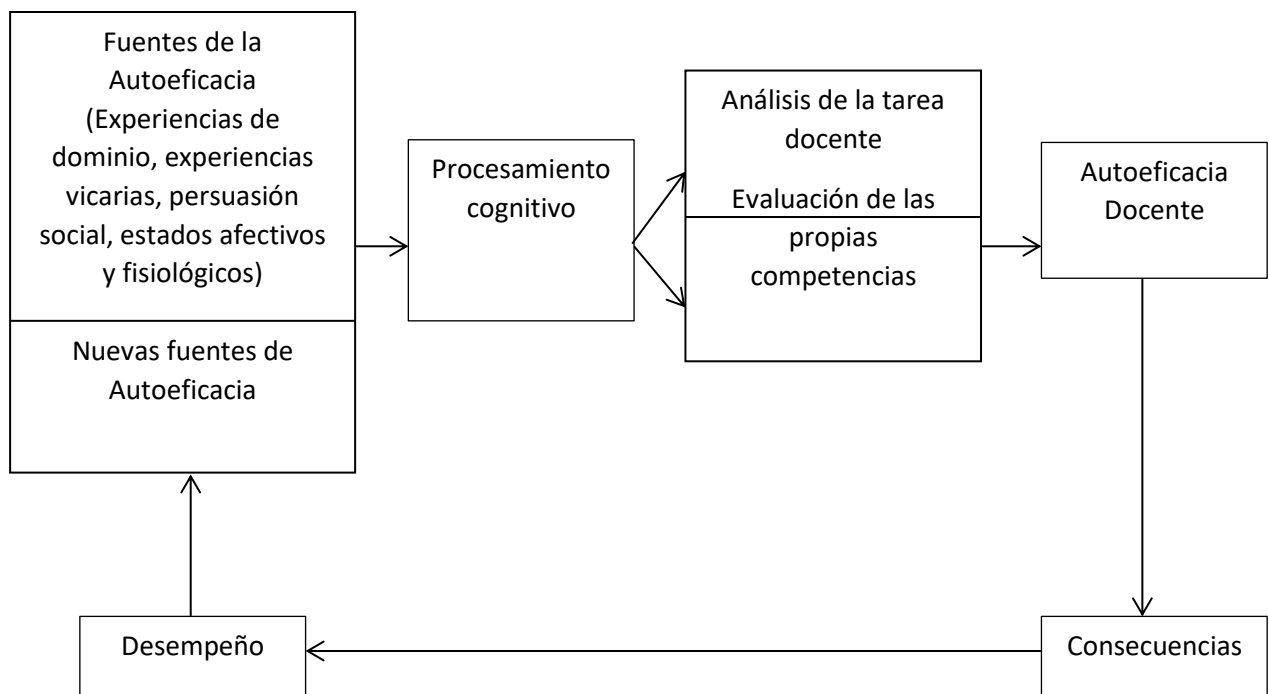 Fuentes de la
Autoeficacia
(Experiencias de
dominio, experiencias
vicarias, persuasión
social, estados afectivos
y fisiológicos)
Nuevas fuentes de
Autoeficacia
Procesamiento
cognitivo
Análisis de la tarea
docente
Evaluación de las
propias
competencias
Autoeficacia
Docente
Desempeño
Consecuencias